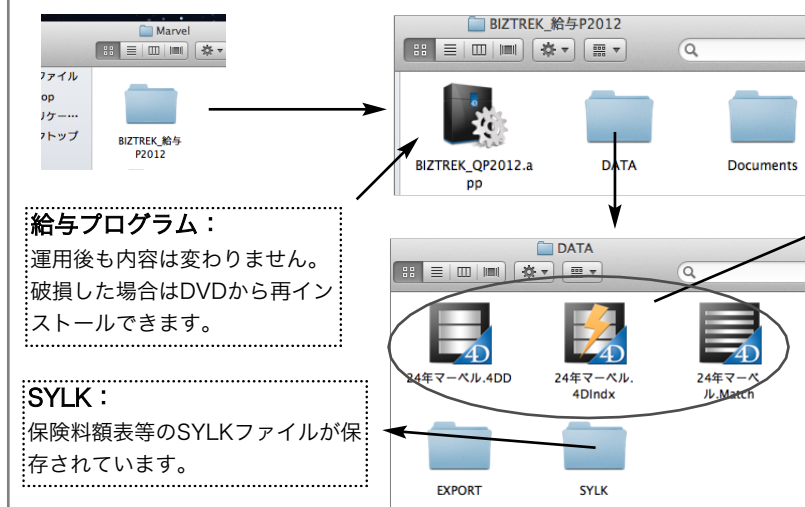 Marvel
ファイル
op
リケー…
クトップ
BIZTREK_給与
P2012
BIZTREK_給与P2012
4D
BIZTREK_QP2012.a
pp
DATA
Documents
給与プログラム：
運用後も内容は変わりません。
破損した場合はDVDから再イン
ストールできます。
DATA
4D
4D
4D
24年マーベル.4DD
24年マーベル.
4DIndx
24年マーベ
ル.Match
SYLK：
保険料額表等のSYLKファイルが保
存されています。
EXPORT
SYLK